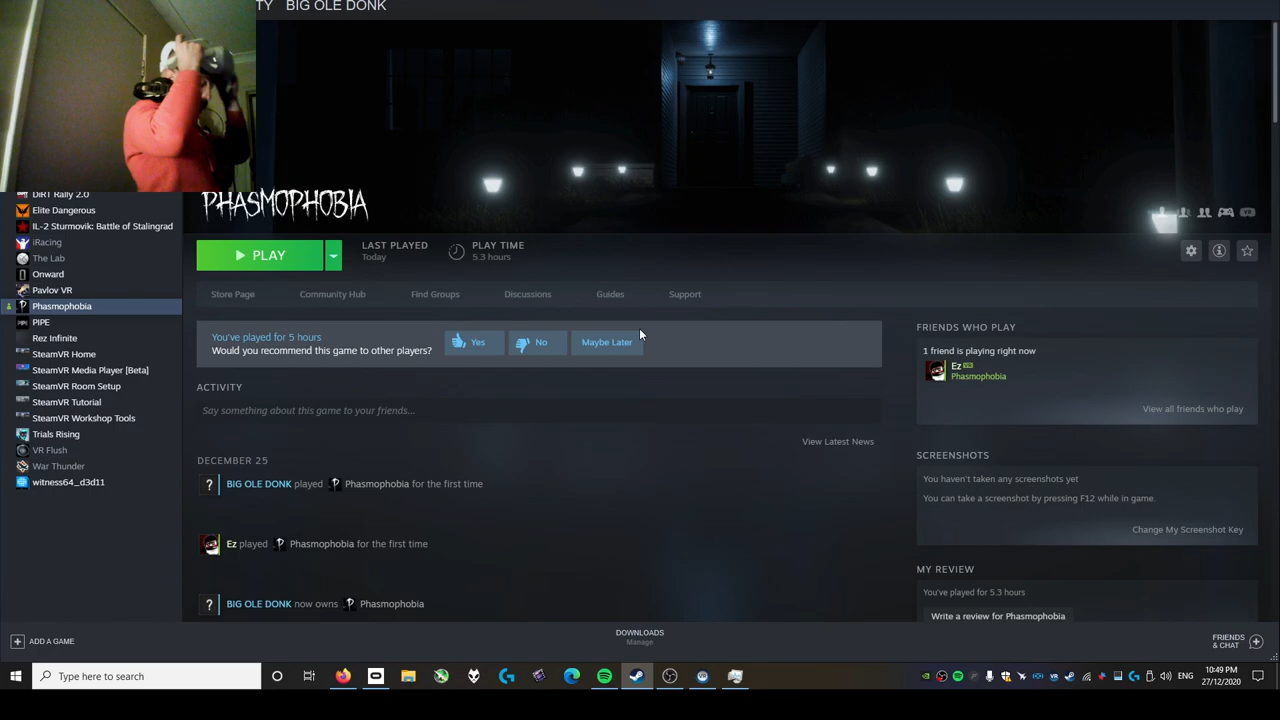 TY BIG OLE DONK
PHASMOPHOBIA
DiRT Rally 2.0
Elite Dangerous
IL-2 Sturmovik: Battle of Stalingrad
iRacing
The Lab
Onward
Pavlov VR
Phasmophobia
PIPE
Rez Infinite
SteamVR Home
SteamVR Media Player [Beta]
SteamVR Room Setup
SteamVR Tutorial
SteamVR Workshop Tools
Trials Rising
VR Flush
War Thunder
witness64_d3d11
PLAY
LAST PLAYED
Today
PLAY TIME
5.3 hours
Store Page Community Hub Find Groups Discussions Guides Support
You've played for 5 hours
Would you recommend this game to other players?
Yes No Maybe Later
ACTIVITY
Say something about this game to your friends...
View Latest News
DECEMBER 25
? BIG OLE DONK played Phasmophobia for the first time
Ez played Phasmophobia for the first time
? BIG OLE DONK now owns Phasmophobia
FRIENDS WHO PLAY
1 friend is playing right now
Ez VR
Phasmophobia
View all friends who play
SCREENSHOTS
You haven't taken any screenshots yet
You can take a screenshot by pressing F12 while in game.
Change My Screenshot Key
MY REVIEW
You've played for 5.3 hours
Write a review for Phasmophobia
ADD A GAME
DOWNLOADS
Manage
FRIENDS
& CHAT
Type here to search
ENG
10:49 PM
27/12/2020